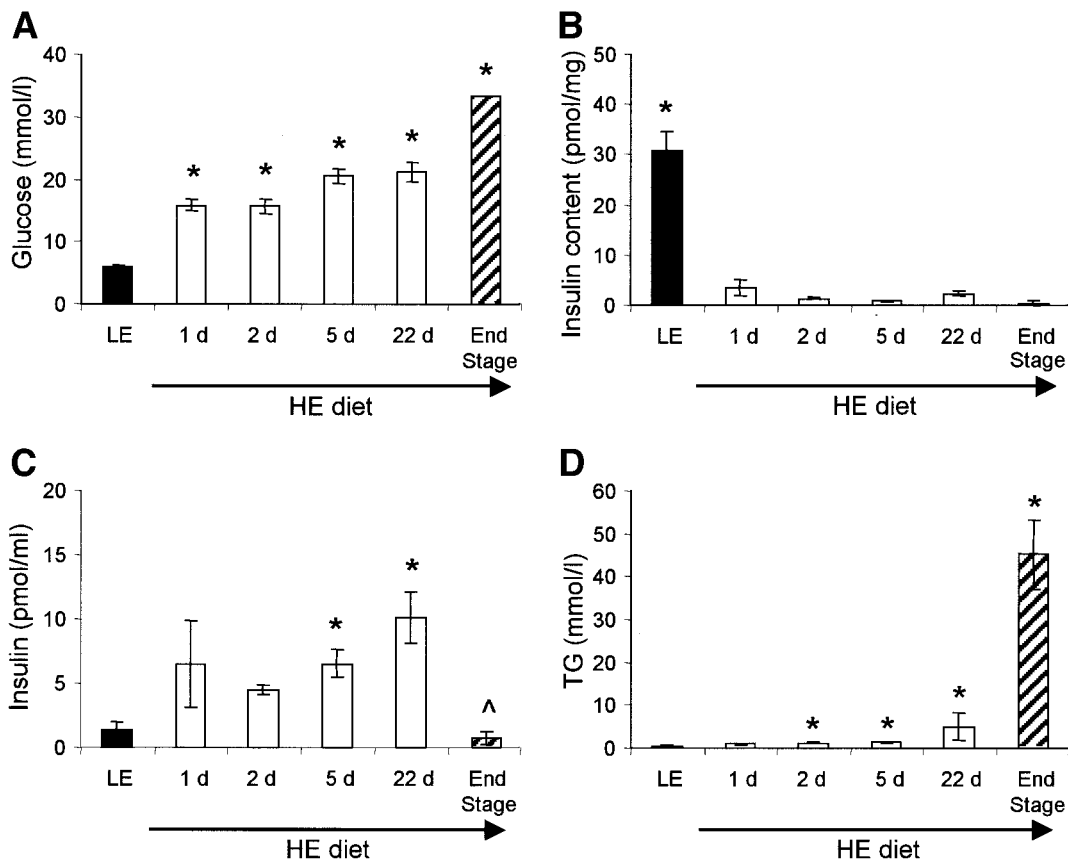 A
Glucose (mmol/l)
40
30
20
10
0
*
*
*
*
*
LE
1 d
2 d
5 d
22 d
End
Stage
HE diet
B
Insulin content (pmol/mg)
50
40
30
20
10
0
*
LE
1 d
2 d
5 d
22 d
End
Stage
HE diet
C
Insulin (pmol/ml)
20
15
10
5
0
*
*
^
LE
1 d
2 d
5 d
22 d
End
Stage
HE diet
D
TG (mmol/l)
60
50
40
30
20
10
0
*
*
*
*
LE
1 d
2 d
5 d
22 d
End
Stage
HE diet